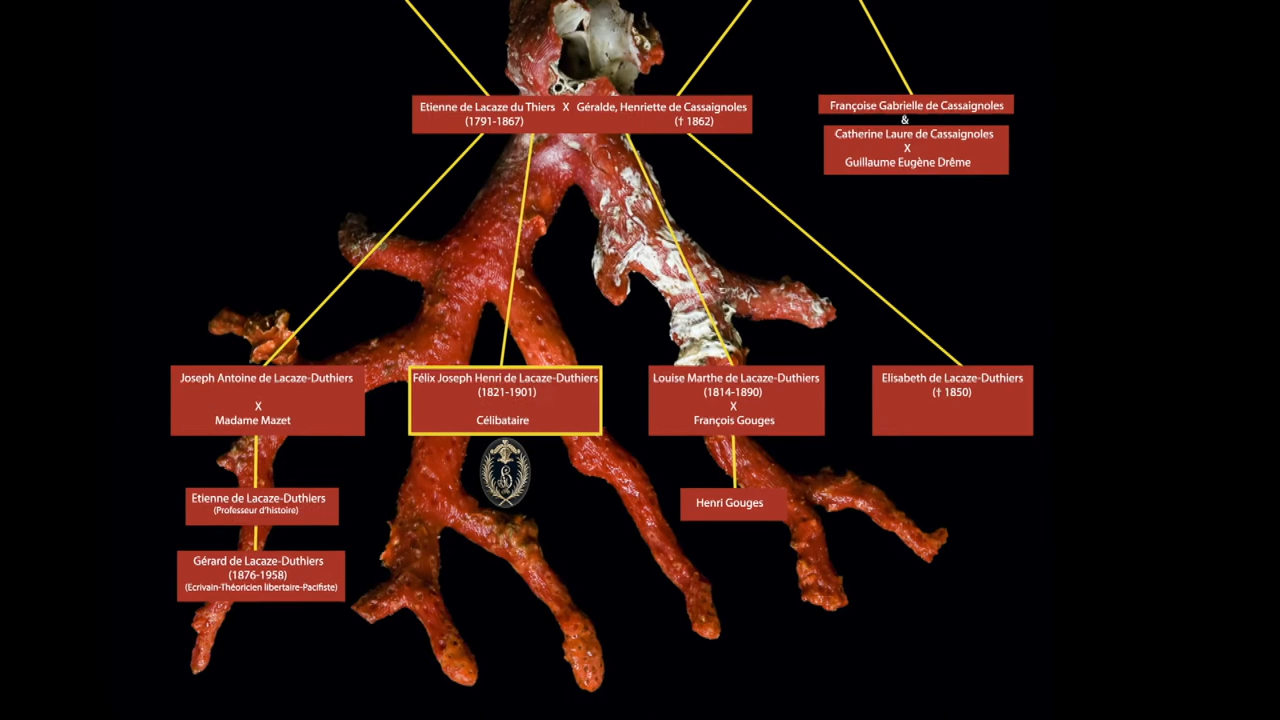 Etienne de Lacaze du Thiers X Géralde, Henriette de Cassaignoles
(1791-1867) († 1862)
Françoise Gabrielle de Cassaignoles
&
Catherine Laure de Cassaignoles
X
Guillaume Eugène Drême
Joseph Antoine de Lacaze-Duthiers
X
Madame Mazet
Félix Joseph Henri de Lacaze-Duthiers
(1821-1901)
Célibataire
Louise Marthe de Lacaze-Duthiers
(1814-1890)
X
François Gouges
Elisabeth de Lacaze-Duthiers
(† 1850)
Etienne de Lacaze-Duthiers
(Professeur d'histoire)
Henri Gouges
Gérard de Lacaze-Duthiers
(1876-1958)
(Ecrivain-Théoricien libertaire-Pacifiste)